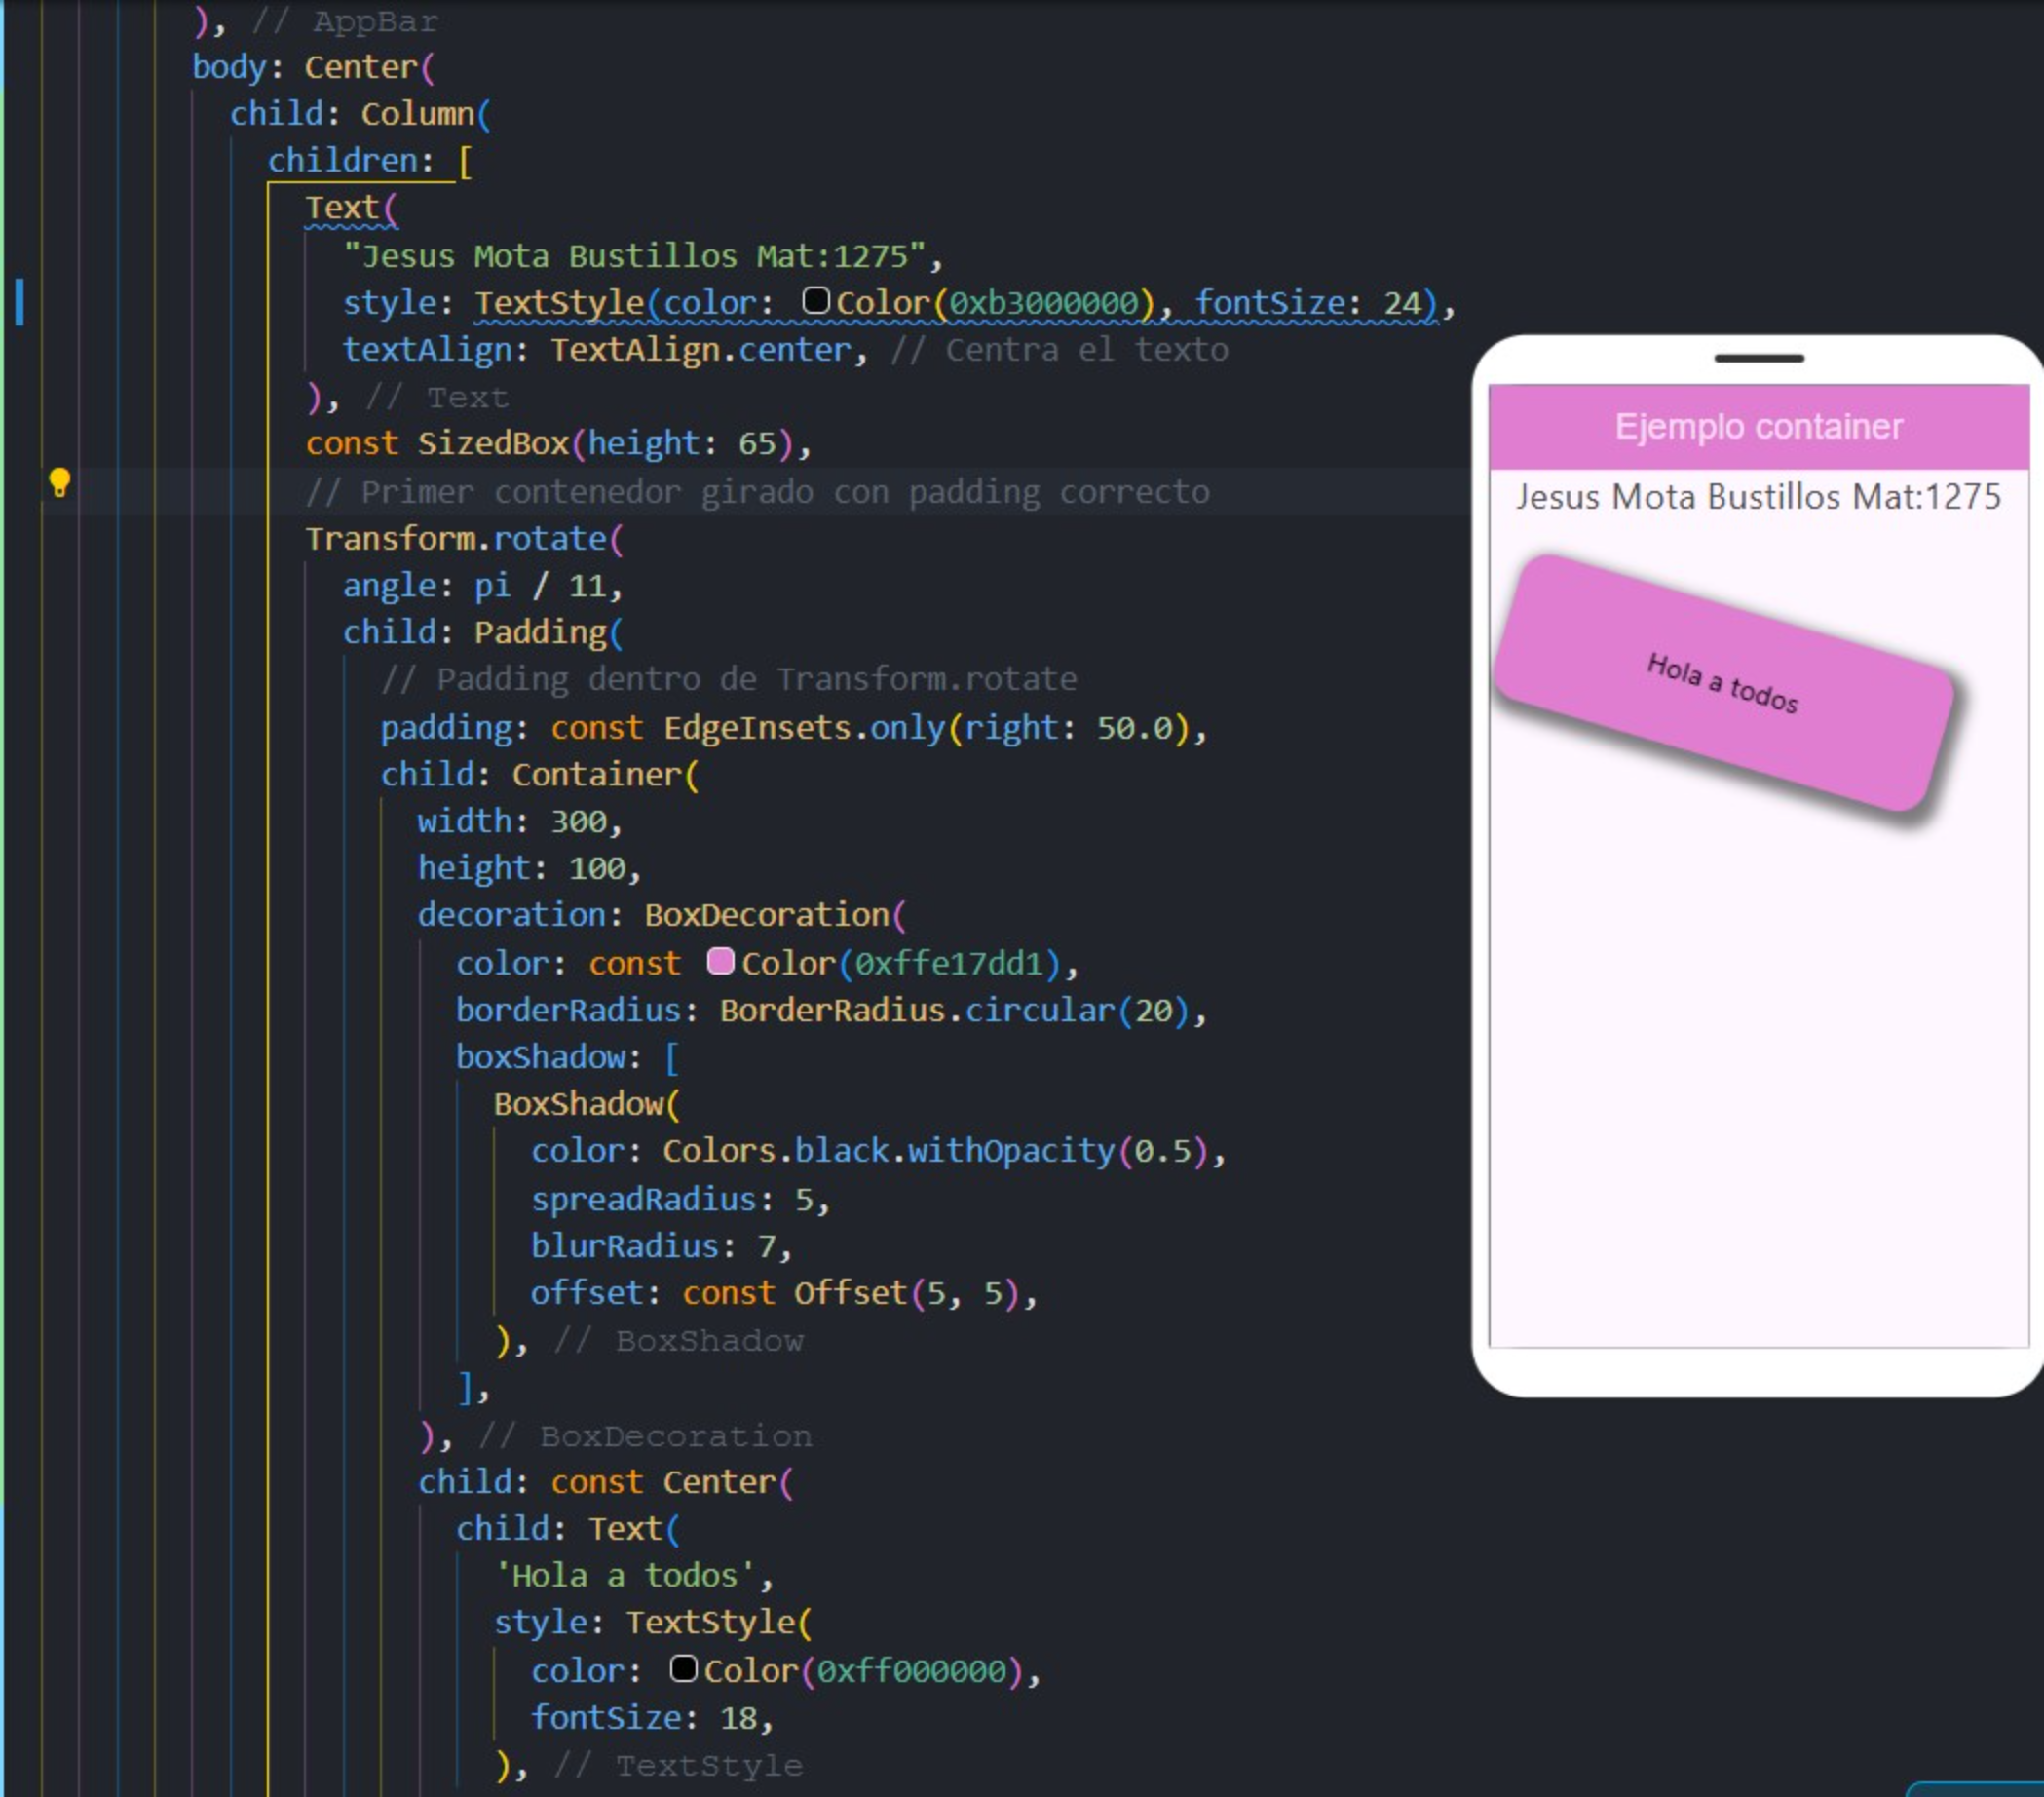 ), // AppBar
body: Center(
child: Column(
children: [
Text(
"Jesus Mota Bustillos Mat:1275",
style: TextStyle(color: Color(0xb3000000), fontSize: 24),
textAlign: TextAlign.center, // Centra el texto
), // Text
const SizedBox(height: 65),
// Primer contenedor girado con padding correcto
Transform.rotate(
angle: pi / 11,
child: Padding(
// Padding dentro de Transform.rotate
padding: const EdgeInsets.only(right: 50.0),
child: Container(
width: 300,
height: 100,
decoration: BoxDecoration(
color: const Color(0xffe17dd1),
borderRadius: BorderRadius.circular(20),
boxShadow: [
BoxShadow(
color: Colors.black.withOpacity(0.5),
spreadRadius: 5,
blurRadius: 7,
offset: const Offset(5, 5),
), // BoxShadow
],
), // BoxDecoration
child: const Center(
child: Text(
'Hola a todos',
style: TextStyle(
color: Color(0xff000000),
fontSize: 18,
), // TextStyle
Ejemplo container
Jesus Mota Bustillos Mat:1275
Hola a todos